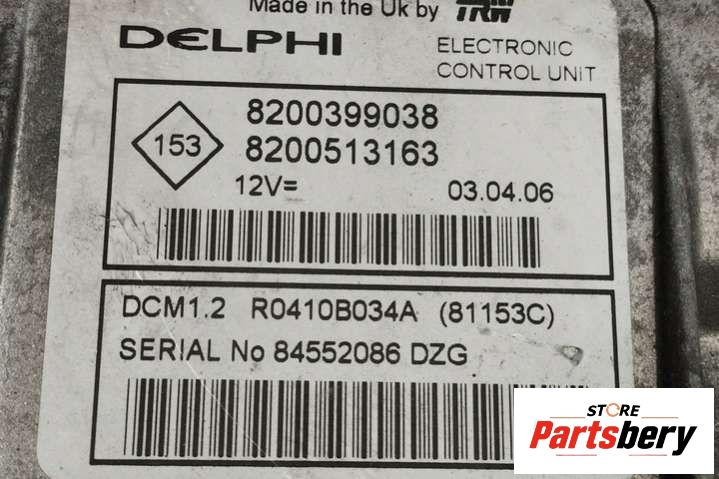 Made in the Uk by TRW
DELPHI
ELECTRONIC
CONTROL UNIT
153
8200399038
8200513163
12V=
03.04.06
DCM1.2 R0410B034A (81153C)
SERIAL No 84552086 DZG
STORE
Partsbery